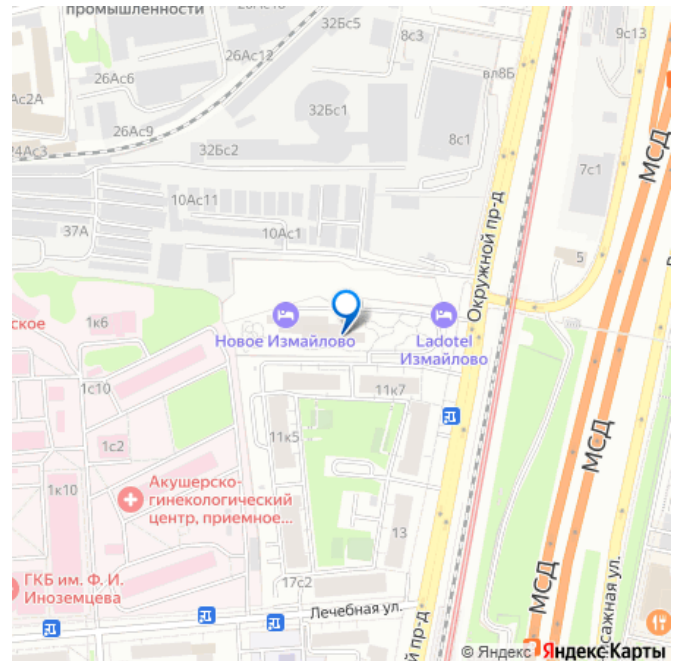 промышленности
32Бс5
8с3
9с13
26Ас12
26Ас6
вл8Б
Ас2А
32Бс1
26Ас9
8с1
МСД
24Ас3
32Бс2
7с1
10Ас11
37А
10Ас1
Окружной пр-д
5
ское
1к6
Новое Измайлово
Ladotel
Измайлово
1с10
11к7
11к5
1с2
МСД
Акушерско-
гинекологический
центр, приемное...
1к10
13
ГКБ им. Ф. И.
Иноземцева
17с2
Лечебная ул.
й пр-д
МСД
сажная ул.
© Яндекс Яндекс Карты